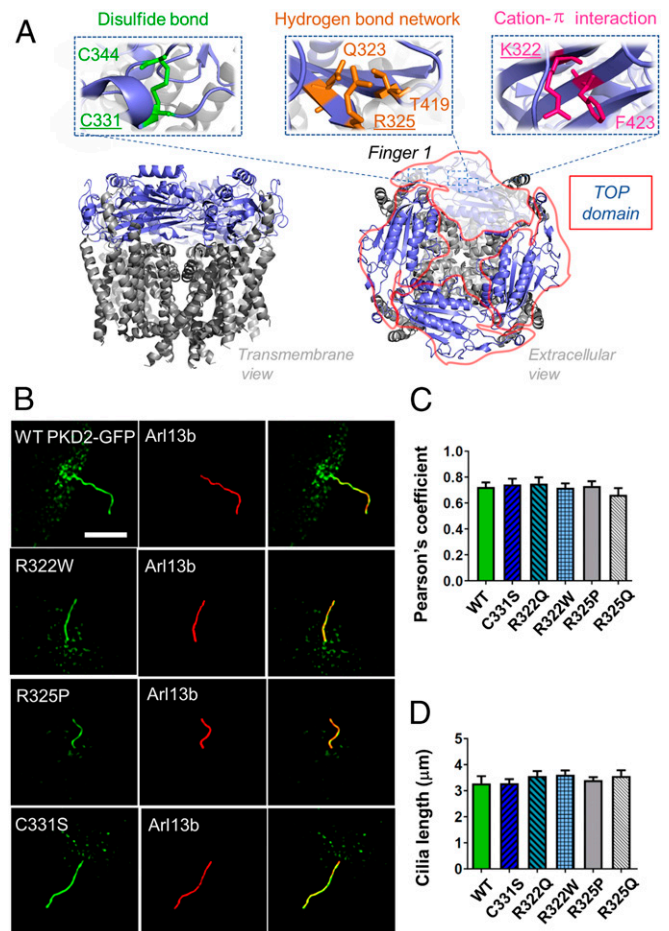 A
Disulfide bond
Hydrogen bond network
Cation-π interaction
C344
C331
Q323
T419
R325
K322
F423
Finger 1
TOP
domain
Transmembrane
view
Extracellular
view
B
WT PKD2-GFP
Arl13b
R322W
Arl13b
R325P
Arl13b
C331S
Arl13b
C
Pearson's coefficient
1.0
0.8
0.6
0.4
0.2
0.0
WT
C331S
R322Q
R322W
R325P
R325Q
D
Cilia length (μm)
5
4
3
2
1
0
WT
C331S
R322Q
R322W
R325P
R325Q